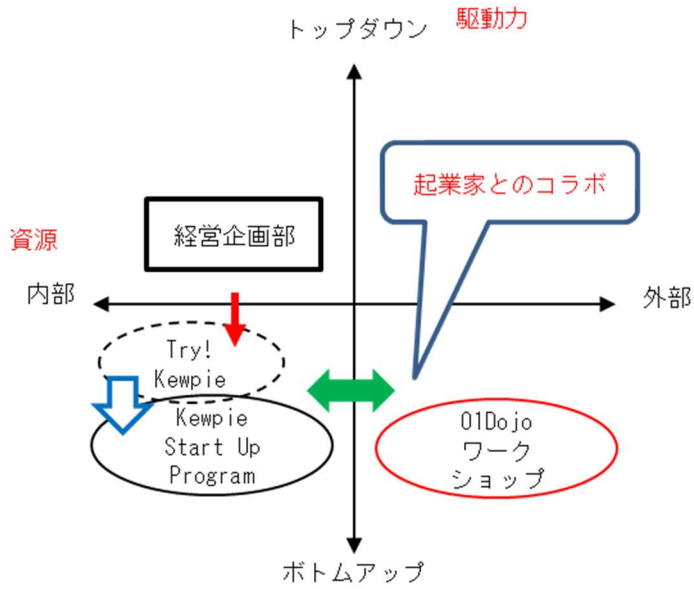 駆動力
トップダウン
起業家とのコラボ
経営企画部
資源
内部
外部
Try!
Kewpie
Kewpie
Start Up
Program
01Dojo
ワーク
ショップ
ボトムアップ